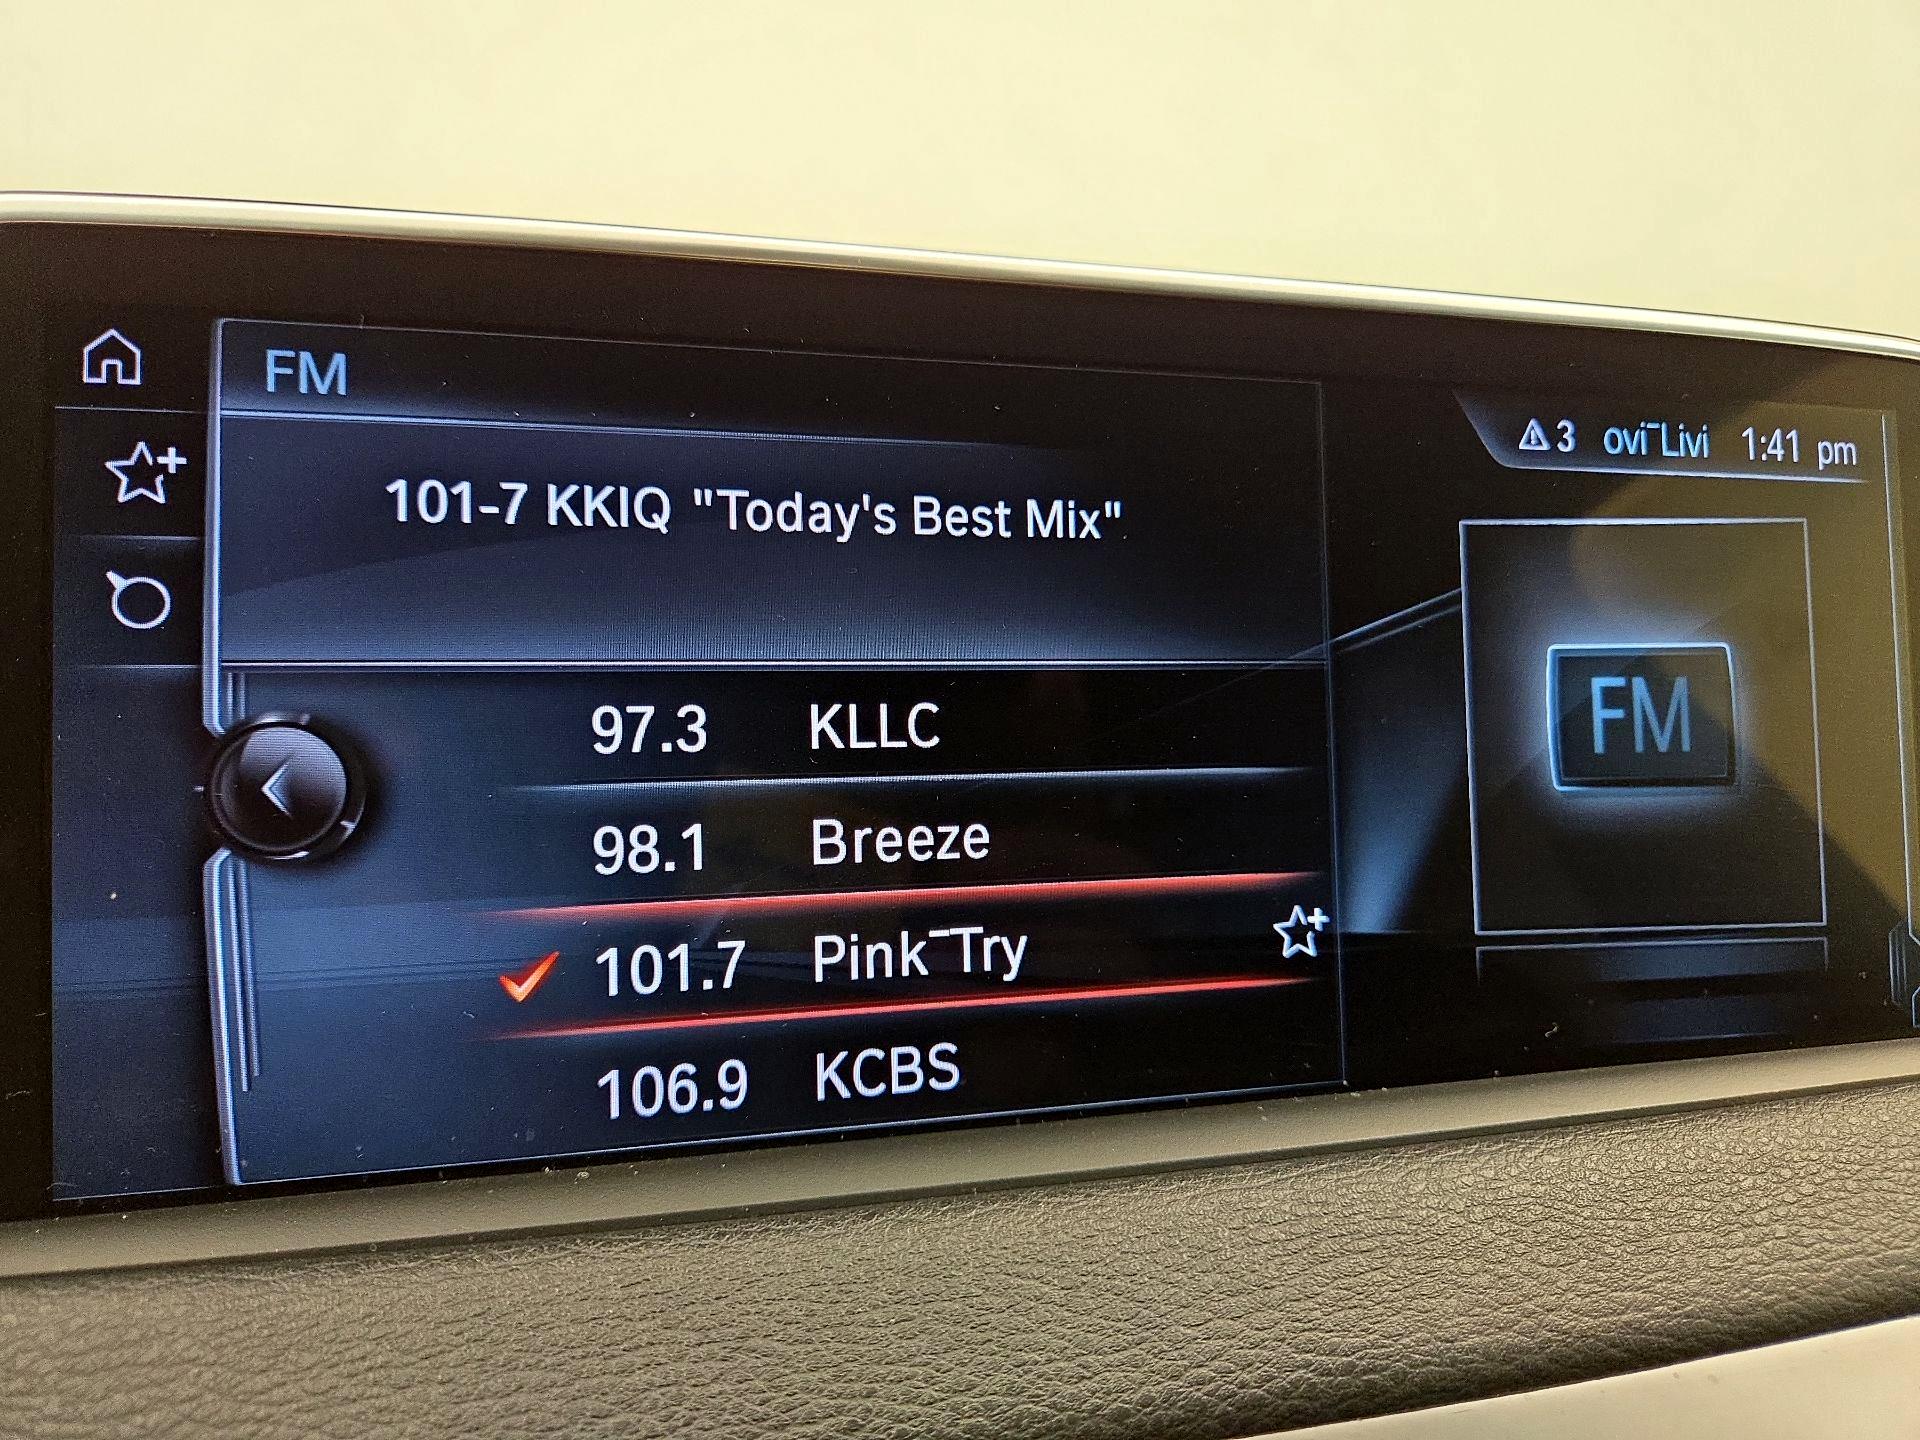 FM
⚠3 ovi¯Livi 1:41 pm
101-7 KKIQ "Today's Best Mix"
97.3 KLLC
98.1 Breeze
101.7 Pink¯Try
106.9 KCBS
FM